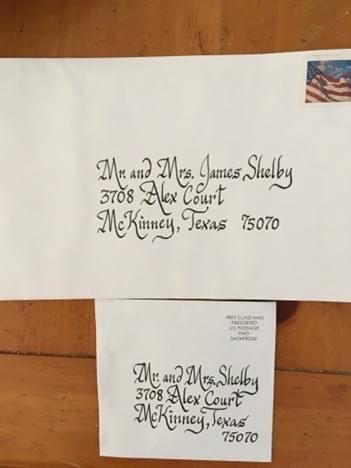 Mr. and Mrs. James Shelby
3708 Alex Court
McKinney, Texas 75070
FIRST CLASS MAIL
PRESORTED
U.S. POSTAGE
PAID
DATAPROSE
Mr. and Mrs. Shelby
3708 Alex Court
McKinney, Texas
75070